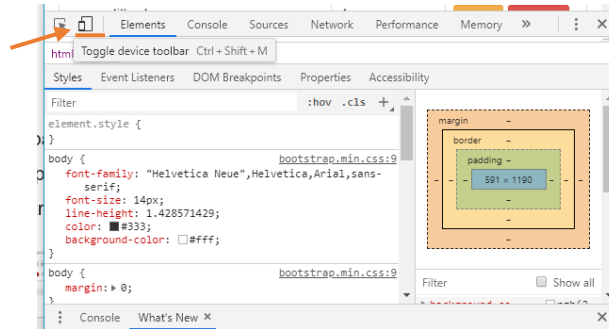 Elements Console Sources Network Performance Memory »
html
Toggle device toolbar Ctrl + Shift + M
Styles Event Listeners DOM Breakpoints Properties Accessibility
Filter :hov .cls +
element.style {
}
body { bootstrap.min.css:9
font-family: "Helvetica Neue",Helvetica,Arial,sans-
serif;
font-size: 14px;
line-height: 1.428571429;
color: #333;
background-color: #fff;
}
body { bootstrap.min.css:9
margin: 0;
}
margin –
border –
padding –
– – – 591 × 1190 – – –
–
–
Filter Show all
Console What's New ×